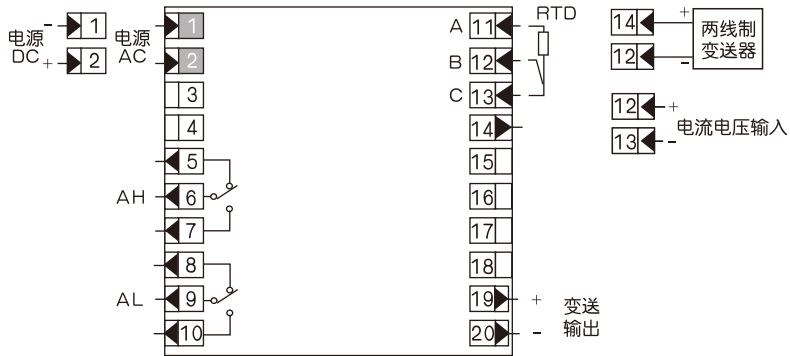 电源 - 1
DC + 2
电源 1
AC 2
3
4
5
AH 6
7
8
AL 9
10
RTD
A 11
B 12
C 13
14
15
16
17
18
19 + 变送
20 - 输出
14 + 两线制
12 - 变送器
12 + 电流电压输入
13 -